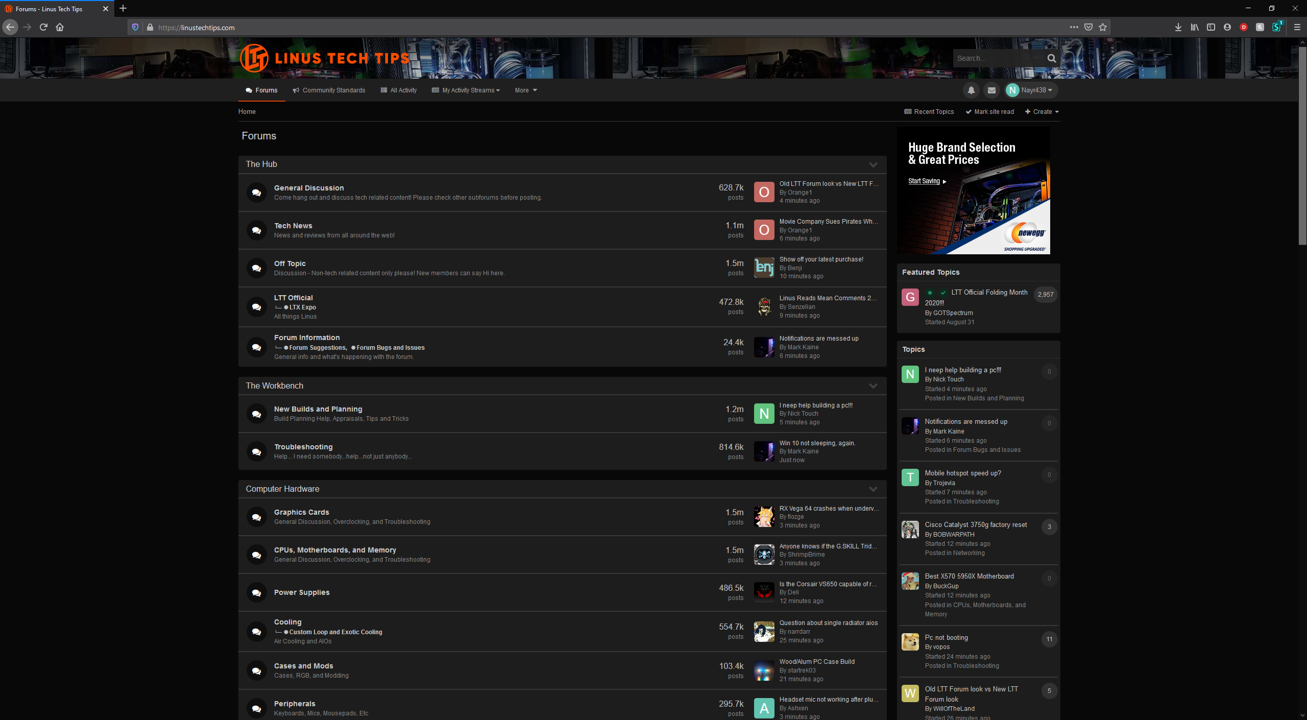 Forums - Linus Tech Tips
https://linustechtips.com
LINUS TECH TIPS
Search...
Forums
Community Standards
All Activity
My Activity Streams
More
Nayr438
Home
Recent Topics
Mark site read
Create
Forums
The Hub
General Discussion
Come hang out and discuss tech related content! Please check other subforums before posting.
628.7k
posts
Old LTT Forum look vs New LTT F...
By Orange1
4 minutes ago
Tech News
News and reviews from all around the web!
1.1m
posts
Movie Company Sues Pirates Wh...
By Orange1
6 minutes ago
Off Topic
Discussion - Non-tech related content only please! New members can say Hi here.
1.5m
posts
Show off your latest purchase!
By Benji
10 minutes ago
LTT Official
LTX Expo
All things Linus
472.8k
posts
Linus Reads Mean Comments 2...
By Senzelian
9 minutes ago
Forum Information
Forum Suggestions, Forum Bugs and Issues
General info and what's happening with the forum.
24.4k
posts
Notifications are messed up
By Mark Kaine
6 minutes ago
The Workbench
New Builds and Planning
Build Planning Help, Appraisals, Tips and Tricks
1.2m
posts
I neep help building a pc!!!
By Nick Touch
5 minutes ago
Troubleshooting
Help... I need somebody, help...not just anybody...
814.6k
posts
Win 10 not sleeping, again.
By Mark Kaine
Just now
Computer Hardware
Graphics Cards
General Discussion, Overclocking, and Troubleshooting
1.5m
posts
RX Vega 64 crashes when underv...
By flozge
3 minutes ago
CPUs, Motherboards, and Memory
General Discussion, Overclocking, and Troubleshooting
1.5m
posts
Anyone knows if the G.SKILL Trid...
By ShrimpBrime
3 minutes ago
Power Supplies
486.5k
posts
Is the Corsair VS650 capable of r...
By Deli
12 minutes ago
Cooling
Custom Loop and Exotic Cooling
Air Cooling and AIOs
554.7k
posts
Question about single radiator aios
By narrdarr
25 minutes ago
Cases and Mods
Cases, RGB, and Modding
103.4k
posts
Wood/Alum PC Case Build
By startrek03
21 minutes ago
Peripherals
Keyboards, Mice, Mousepads, Etc
295.7k
posts
Headset mic not working after plu...
By Ashxen
3 minutes ago
Huge Brand Selection
& Great Prices
Start Saving
newegg
SHOPPING UPGRADED
Featured Topics
LTT Official Folding Month
2020!!!
By GOTSpectrum
Started August 31
2,957
Topics
I neep help building a pc!!!
By Nick Touch
Started 4 minutes ago
Posted in New Builds and Planning
0
Notifications are messed up
By Mark Kaine
Started 6 minutes ago
Posted in Forum Bugs and Issues
0
Mobile hotspot speed up?
By Trojevia
Started 7 minutes ago
Posted in Troubleshooting
0
Cisco Catalyst 3750g factory reset
By BOBWARPATH
Started 12 minutes ago
Posted in Networking
3
Best X570 5950X Motherboard
By BuckGup
Started 12 minutes ago
Posted in CPUs, Motherboards, and
Memory
0
Pc not booting
By vopos
Started 24 minutes ago
Posted in Troubleshooting
11
Old LTT Forum look vs New LTT
Forum look
By WillOfTheLand
Started 26 minutes ago
5